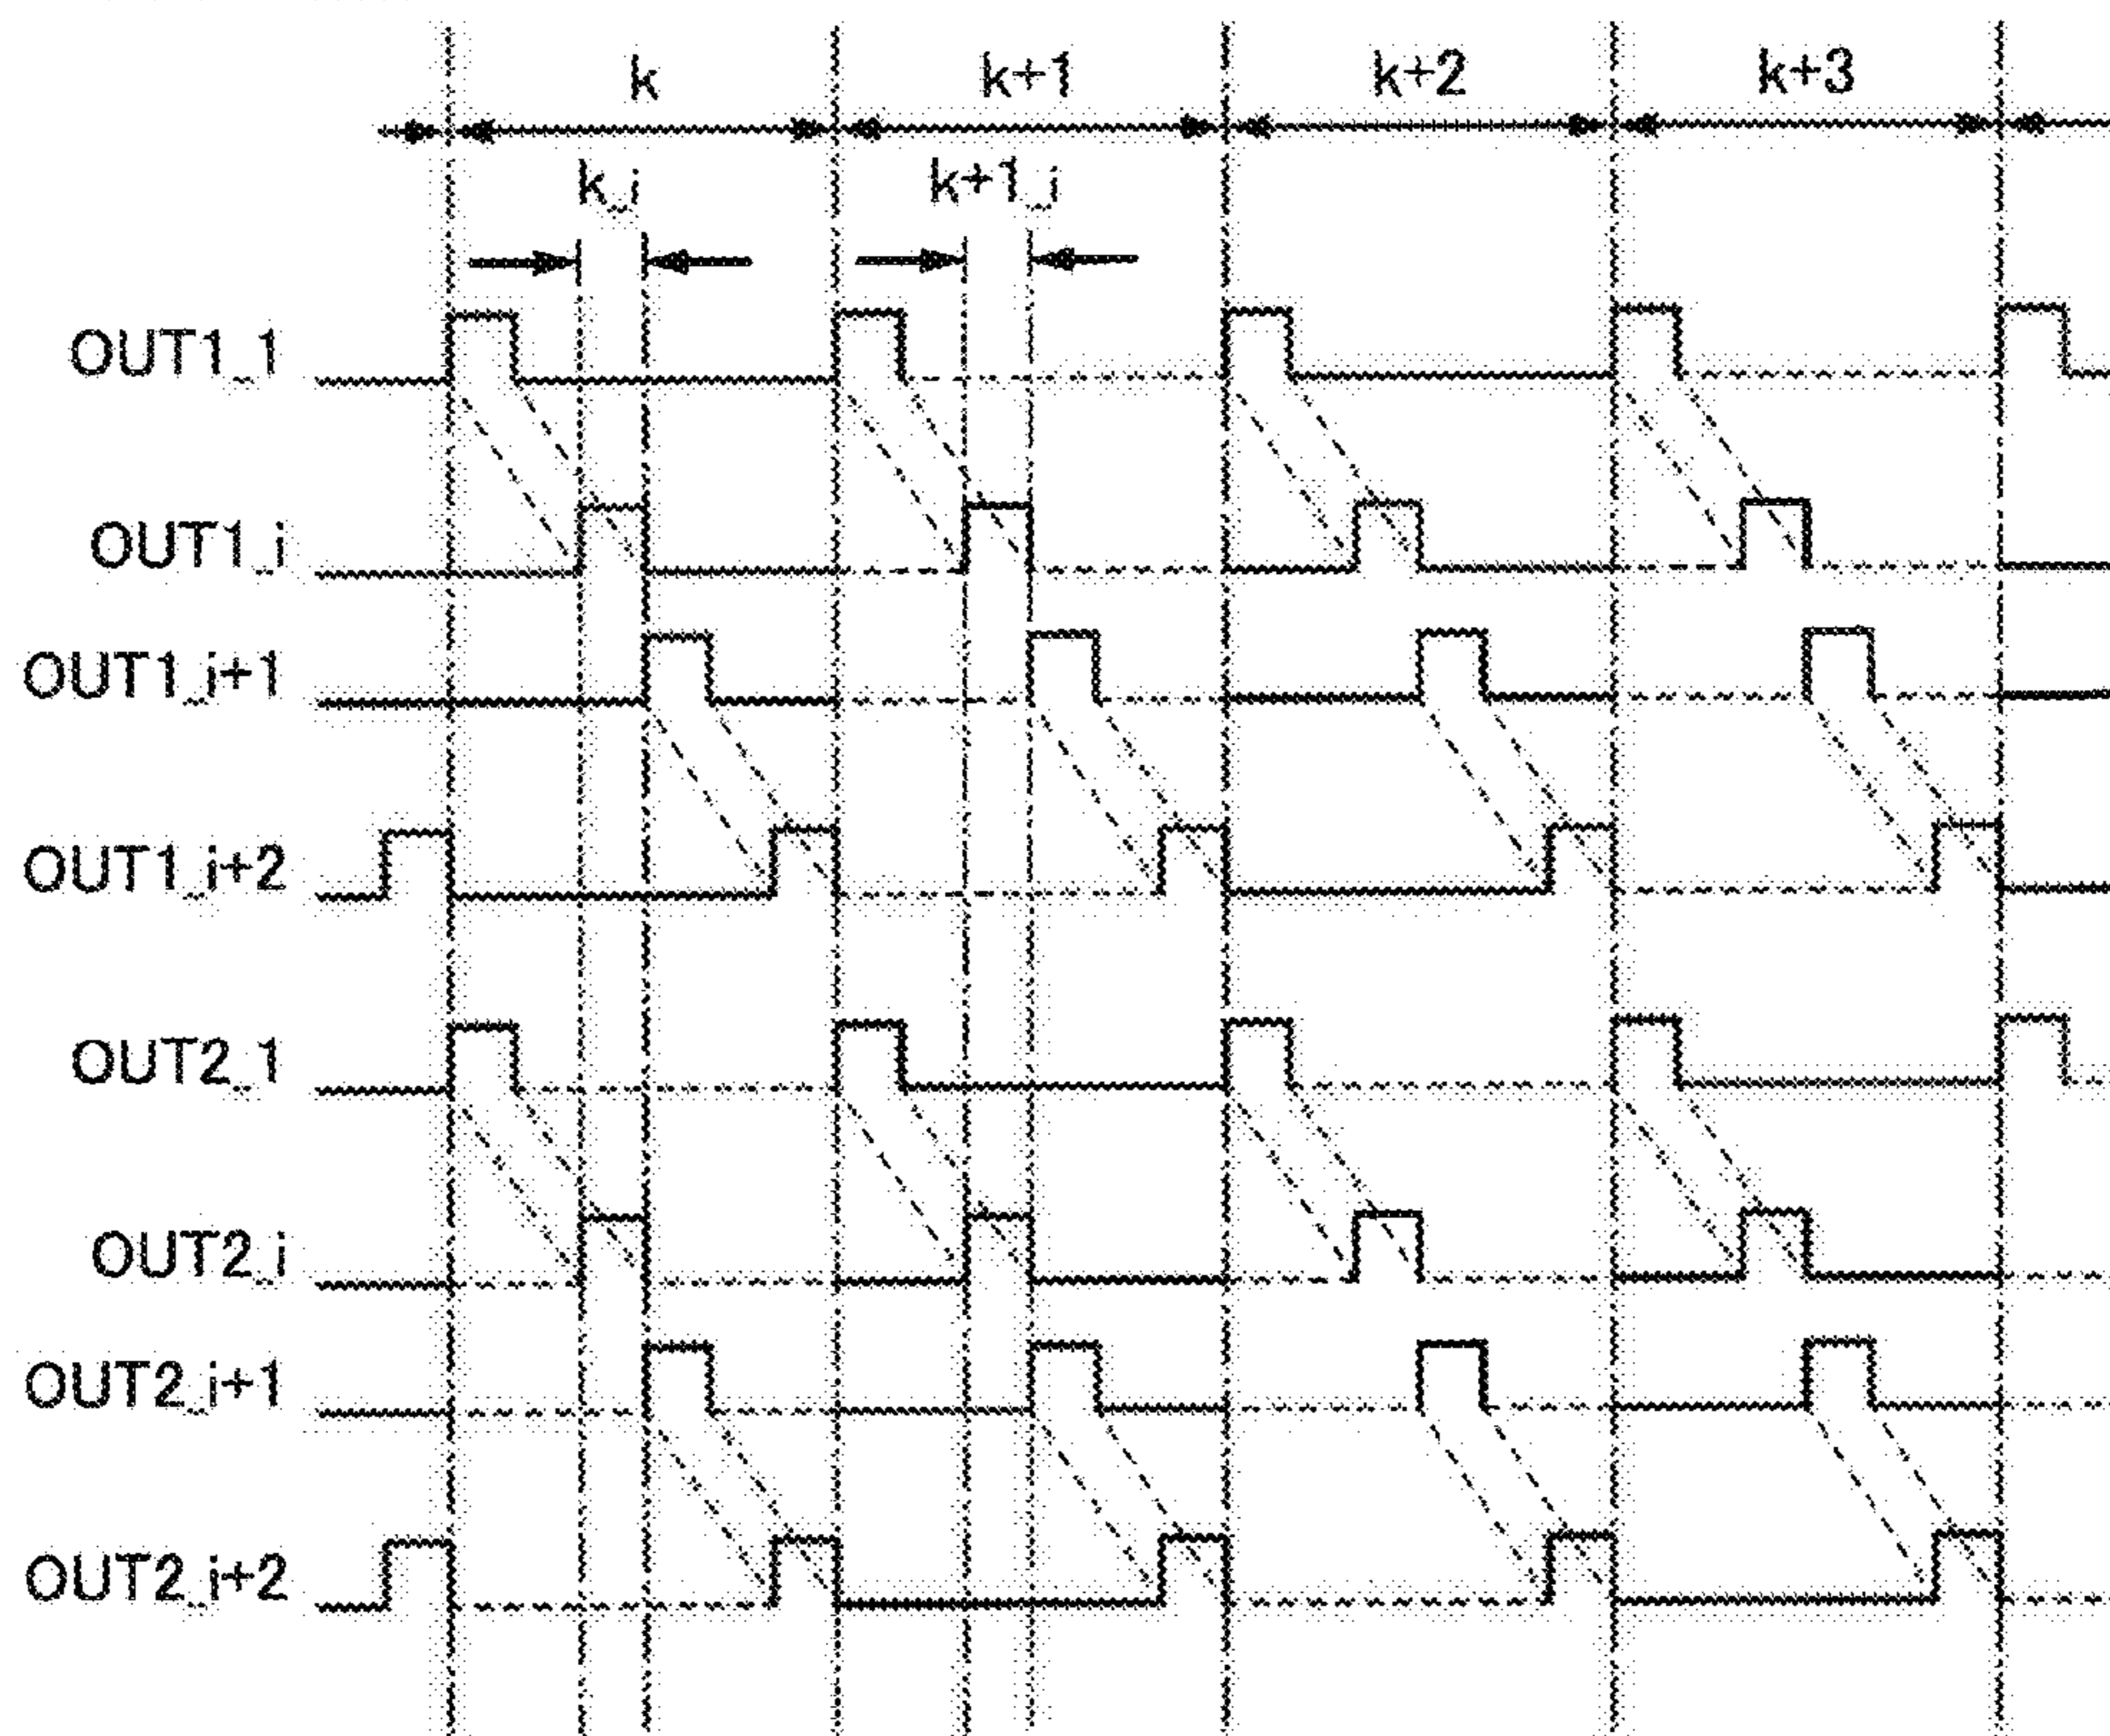 k k+1 k+2 k+3
k_i k+1_i
OUT1_1
OUT1_i
OUT1_i+1
OUT1_i+2
OUT2_1
OUT2_i
OUT2_i+1
OUT2_i+2